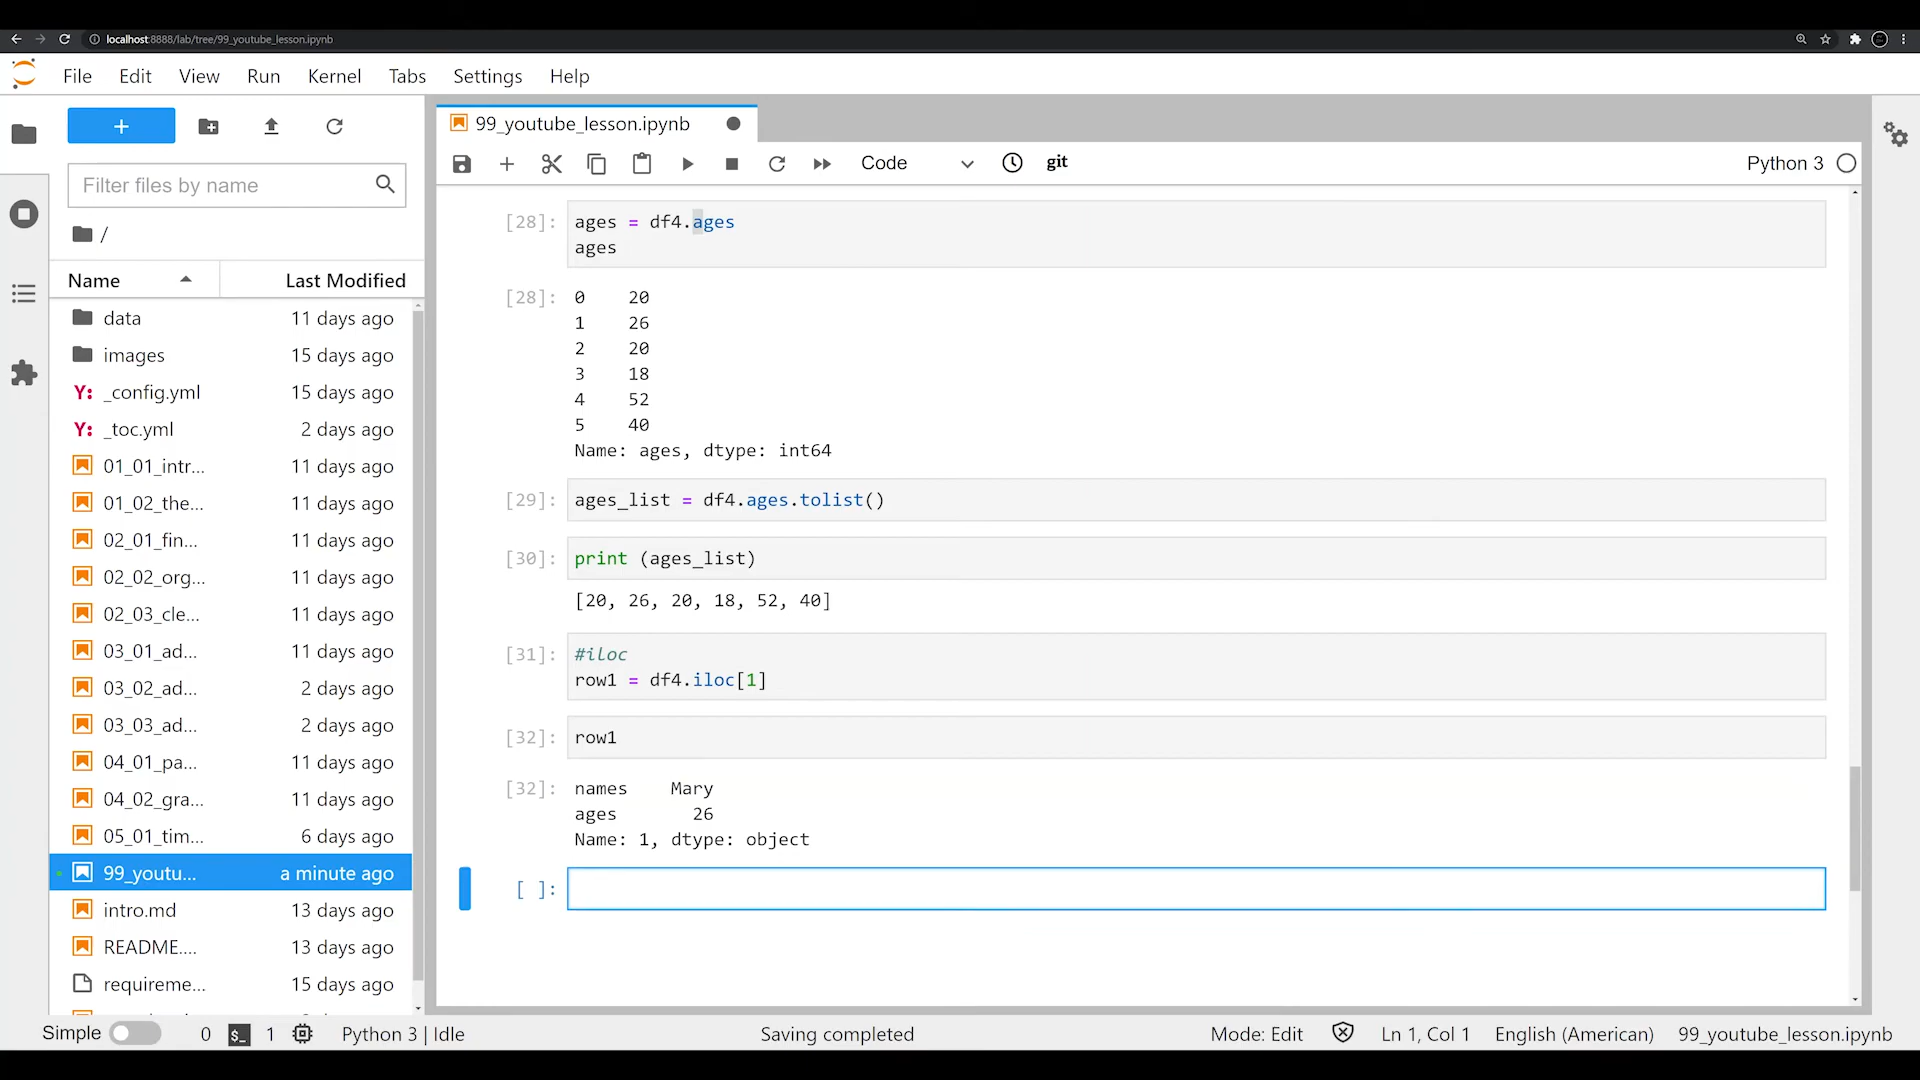 localhost:8888/lab/tree/99_youtube_lesson.ipynb
File Edit View Run Kernel Tabs Settings Help
+
Filter files by name
/
Name Last Modified
data 11 days ago
images 15 days ago
Y: _config.yml 15 days ago
Y: _toc.yml 2 days ago
01_01_intr... 11 days ago
01_02_the... 11 days ago
02_01_fin... 11 days ago
02_02_org... 11 days ago
02_03_cle... 11 days ago
03_01_ad... 11 days ago
03_02_ad... 2 days ago
03_03_ad... 2 days ago
04_01_pa... 11 days ago
04_02_gra... 11 days ago
05_01_tim... 6 days ago
99_youtu... a minute ago
intro.md 13 days ago
README.... 13 days ago
requireme... 15 days ago
99_youtube_lesson.ipynb
Code git Python 3
[28]: ages = df4.ages
ages
[28]: 0 20
1 26
2 20
3 18
4 52
5 40
Name: ages, dtype: int64
[29]: ages_list = df4.ages.tolist()
[30]: print (ages_list)
[20, 26, 20, 18, 52, 40]
[31]: #iloc
row1 = df4.iloc[1]
[32]: row1
[32]: names Mary
ages 26
Name: 1, dtype: object
[ ]:
Simple 0 $_ 1 Python 3 | Idle Saving completed Mode: Edit Ln 1, Col 1 English (American) 99_youtube_lesson.ipynb